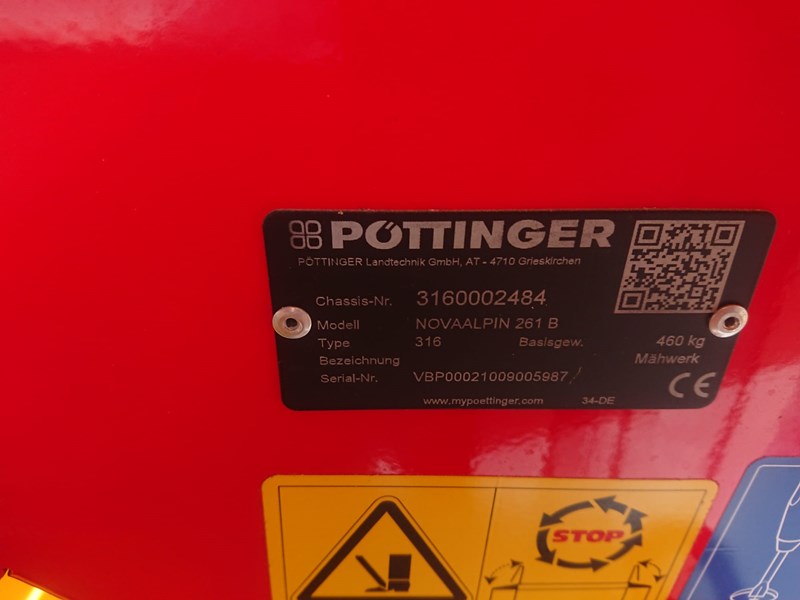 PÖTTINGER
PÖTTINGER Landtechnik GmbH, AT - 4710 Grieskirchen
Chassis-Nr. 3160002484
Modell NOVAALPIN 261 B
Type 316 Basisgew. 460 kg
Bezeichnung Mähwerk
Serial-Nr. VBP00021009005987
CE
www.mypoettinger.com 34-DE
STOP